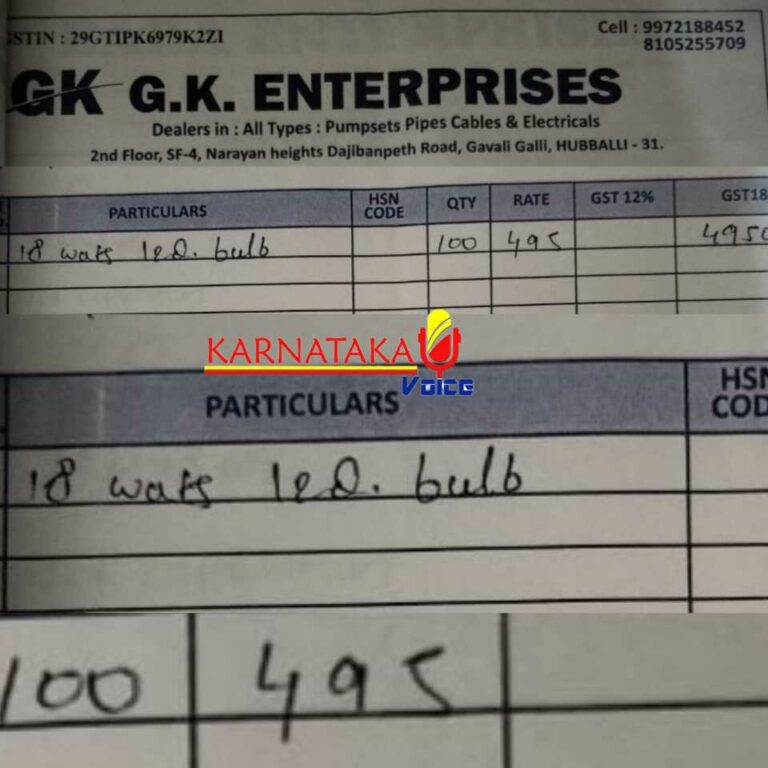 GSTIN : 29GTIPK6979K2ZI
Cell : 9972188452
8105255709
GK G.K. ENTERPRISES
Dealers in : All Types : Pumpsets Pipes Cables & Electricals
2nd Floor, SF-4, Narayan heights Dajibanpeth Road, Gavali Galli, HUBBALLI - 31.
PARTICULARS HSN CODE QTY RATE GST 12% GST18
18 wats leD. bulb 100 495 4950
KARNATAKA
Voice
PARTICULARS HSN COD
18 wats leD. bulb
100 495